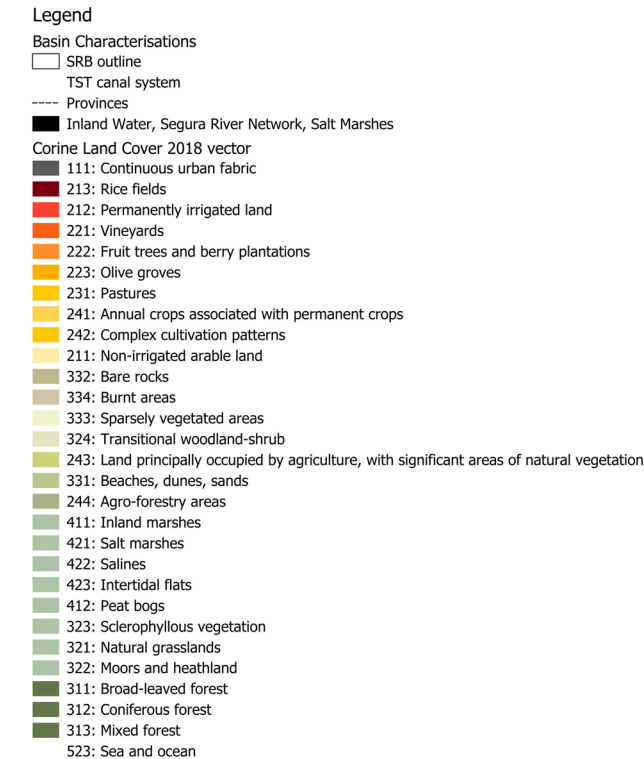 Legend
Basin Characterisations
SRB outline
TST canal system
Provinces
Inland Water, Segura River Network, Salt Marshes
Corine Land Cover 2018 vector
111: Continuous urban fabric
213: Rice fields
212: Permanently irrigated land
221: Vineyards
222: Fruit trees and berry plantations
223: Olive groves
231: Pastures
241: Annual crops associated with permanent crops
242: Complex cultivation patterns
211: Non-irrigated arable land
332: Bare rocks
334: Burnt areas
333: Sparsely vegetated areas
324: Transitional woodland-shrub
243: Land principally occupied by agriculture, with significant areas of natural vegetation
331: Beaches, dunes, sands
244: Agro-forestry areas
411: Inland marshes
421: Salt marshes
422: Salines
423: Intertidal flats
412: Peat bogs
323: Sclerophyllous vegetation
321: Natural grasslands
322: Moors and heathland
311: Broad-leaved forest
312: Coniferous forest
313: Mixed forest
523: Sea and ocean